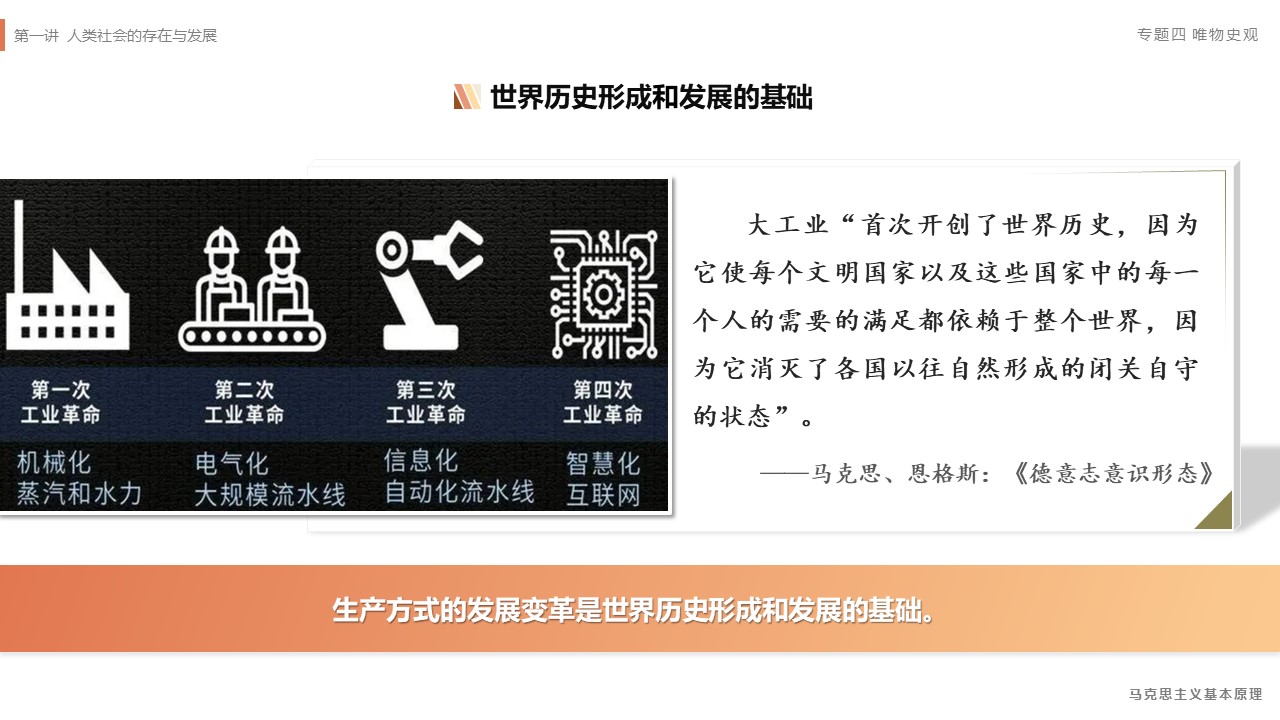 第一讲 人类社会的存在与发展
专题四 唯物史观
世界历史形成和发展的基础
第一次
工业革命
机械化
蒸汽和水力
第二次
工业革命
电气化
大规模流水线
第三次
工业革命
信息化
自动化流水线
第四次
工业革命
智慧化
互联网
大工业“首次开创了世界历史，因为
它使每个文明国家以及这些国家中的每一
个人的需要的满足都依赖于整个世界，因
为它消灭了各国以往自然形成的闭关自守
的状态”。
——马克思、恩格斯：《德意志意识形态》
生产方式的发展变革是世界历史形成和发展的基础。
马克思主义基本原理